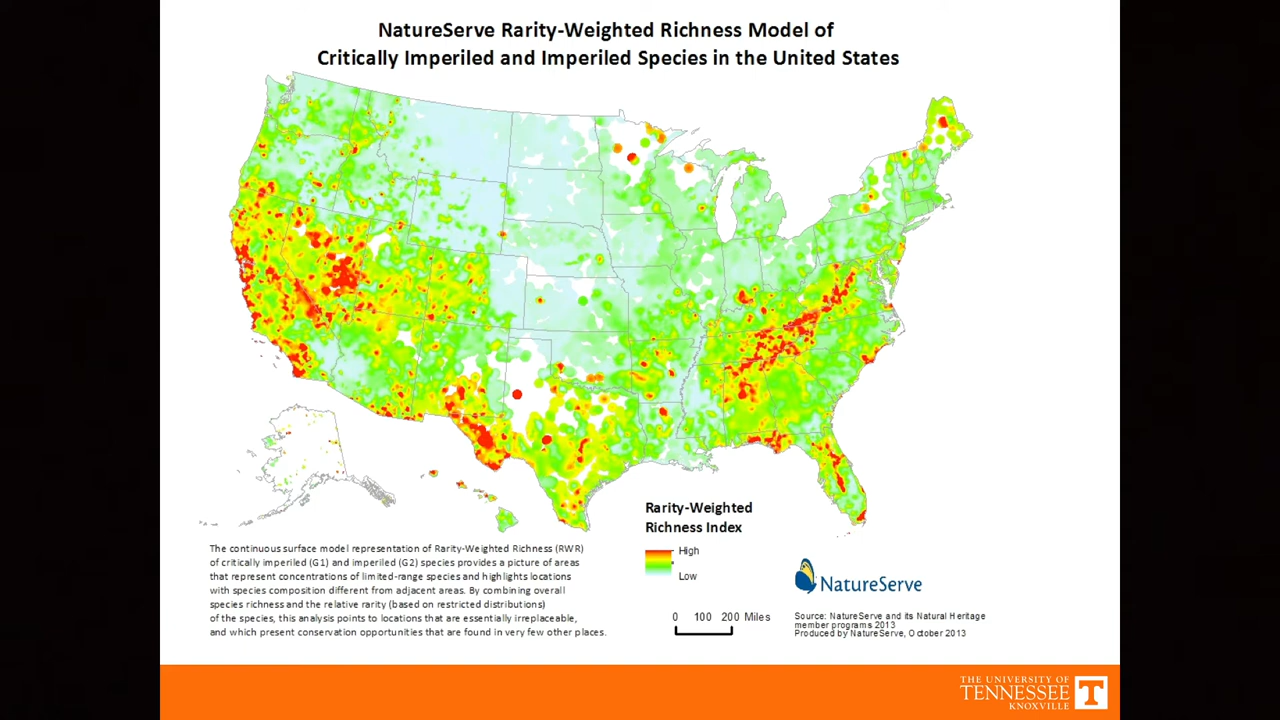 NatureServe Rarity-Weighted Richness Model of
Critically Imperiled and Imperiled Species in the United States
The continuous surface model representation of Rarity-Weighted Richness (RWR)
of critically imperiled (G1) and imperiled (G2) species provides a picture of areas
that represent concentrations of limited-range species and highlights locations
with species composition different from adjacent areas. By combining overall
species richness and the relative rarity (based on restricted distributions)
of the species, this analysis points to locations that are essentially irreplaceable,
and which present conservation opportunities that are found in very few other places.
Rarity-Weighted
Richness Index
High
Low
0 100 200 Miles
NatureServe
Source: NatureServe and its Natural Heritage
member programs 2013
Produced by NatureServe, October 2013
THE UNIVERSITY OF
TENNESSEE
KNOXVILLE
T